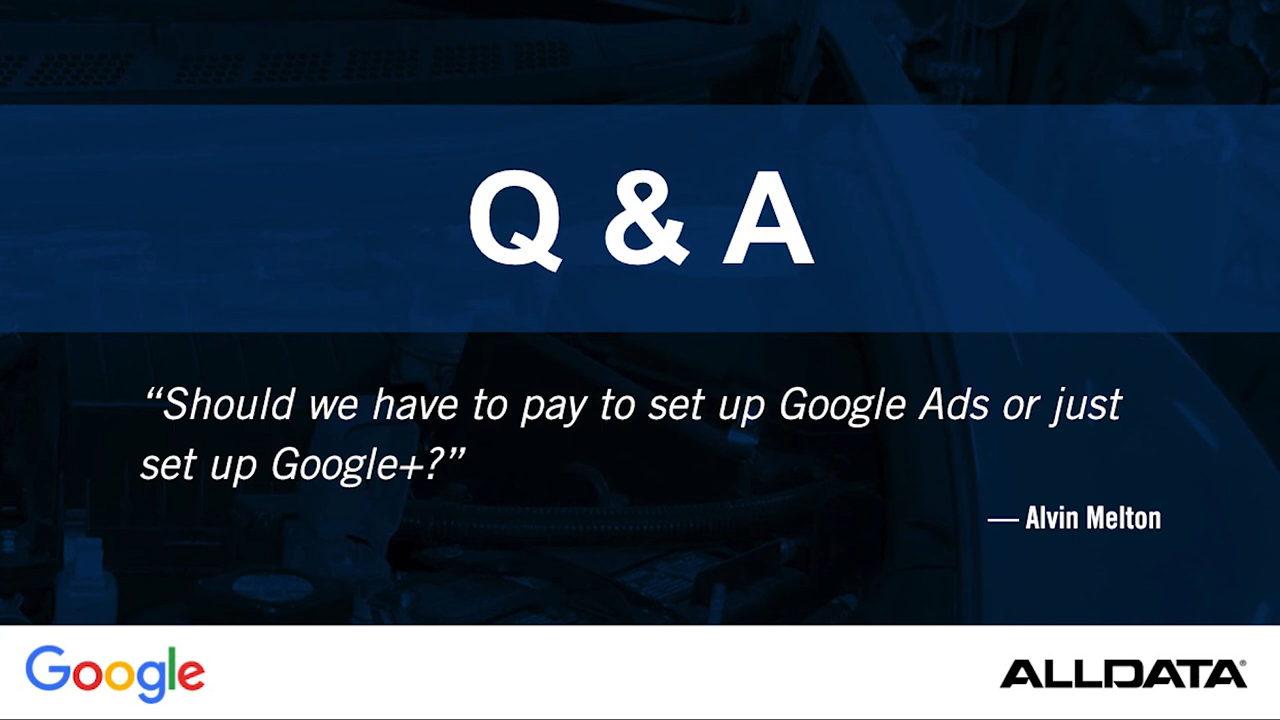 Q & A
“Should we have to pay to set up Google Ads or just
set up Google+?”
— Alvin Melton
Google
ALLDATA®